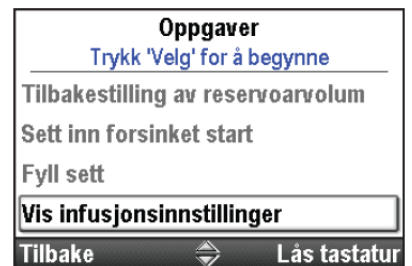 Oppgaver
Trykk 'Velg' for å begynne
Tilbakestilling av reservoarvolum
Sett inn forsinket start
Fyll sett
Vis infusjonsinnstillinger
Tilbake Lås tastatur